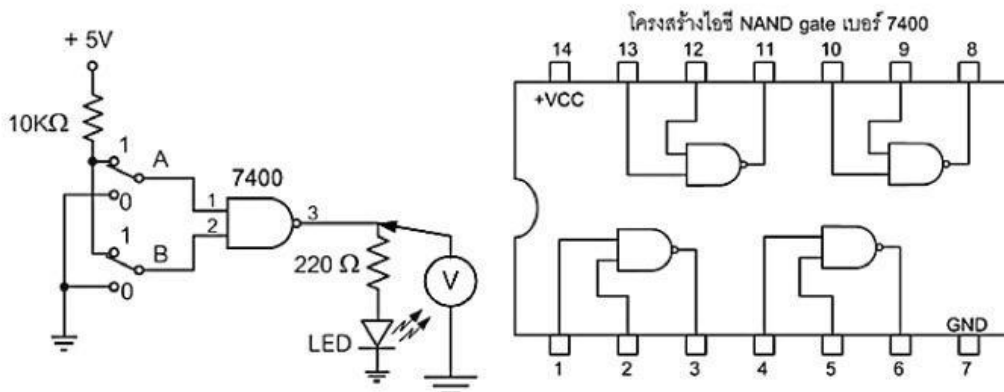 + 5V
10KΩ
1
A
0
1
B
0
7400
1
2
3
220 Ω
V
LED
โครงสร้างไอซี NAND gate เบอร์ 7400
14 13 12 11 10 9 8
+VCC
GND
1 2 3 4 5 6 7